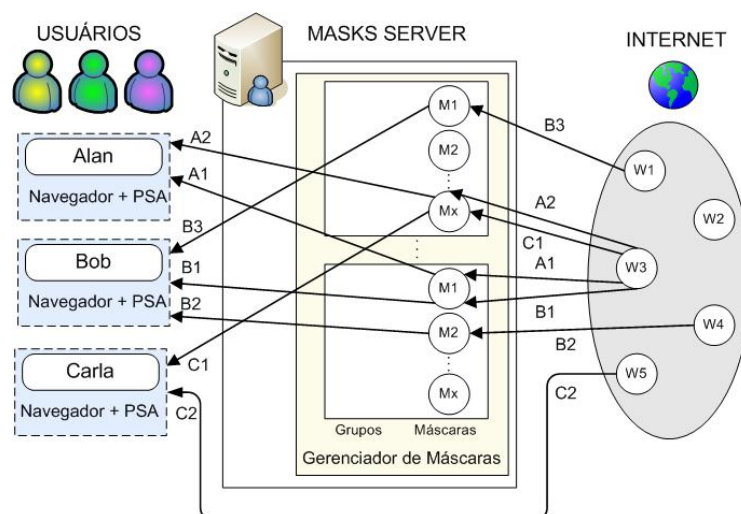 USUÁRIOS
MASKS SERVER
INTERNET
Alan
Navegador + PSA
Bob
Navegador + PSA
Carla
Navegador + PSA
A2
A1
B3
B1
B2
C1
C2
M1
M2
Mx
M1
M2
Mx
Grupos
Máscaras
Gerenciador de Máscaras
B3
A2
C1
A1
B1
B2
C2
W1
W2
W3
W4
W5